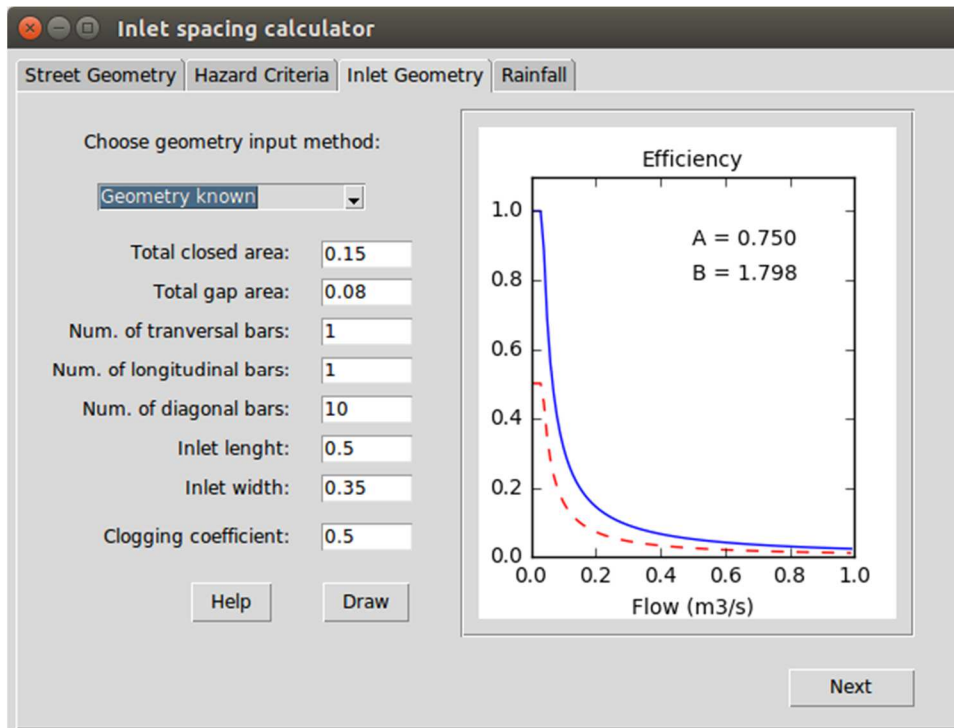 Inlet spacing calculator
Street Geometry Hazard Criteria Inlet Geometry Rainfall
Choose geometry input method:
Geometry known
Total closed area: 0.15
Total gap area: 0.08
Num. of tranversal bars: 1
Num. of longitudinal bars: 1
Num. of diagonal bars: 10
Inlet lenght: 0.5
Inlet width: 0.35
Clogging coefficient: 0.5
Help Draw
Efficiency
A = 0.750
B = 1.798
1.0
0.8
0.6
0.4
0.2
0.0
0.0 0.2 0.4 0.6 0.8 1.0
Flow (m3/s)
Next